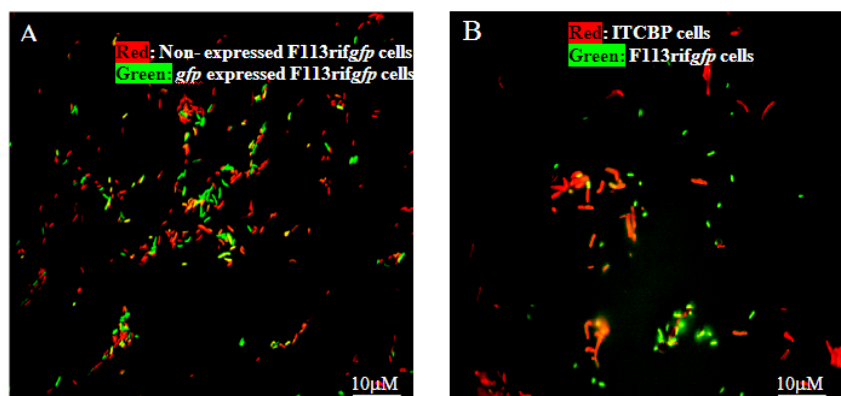 A
Red: Non- expressed F113rifgfp cells
Green: gfp expressed F113rifgfp cells
10μM
B
Red: ITCBP cells
Green: F113rifgfp cells
10μM